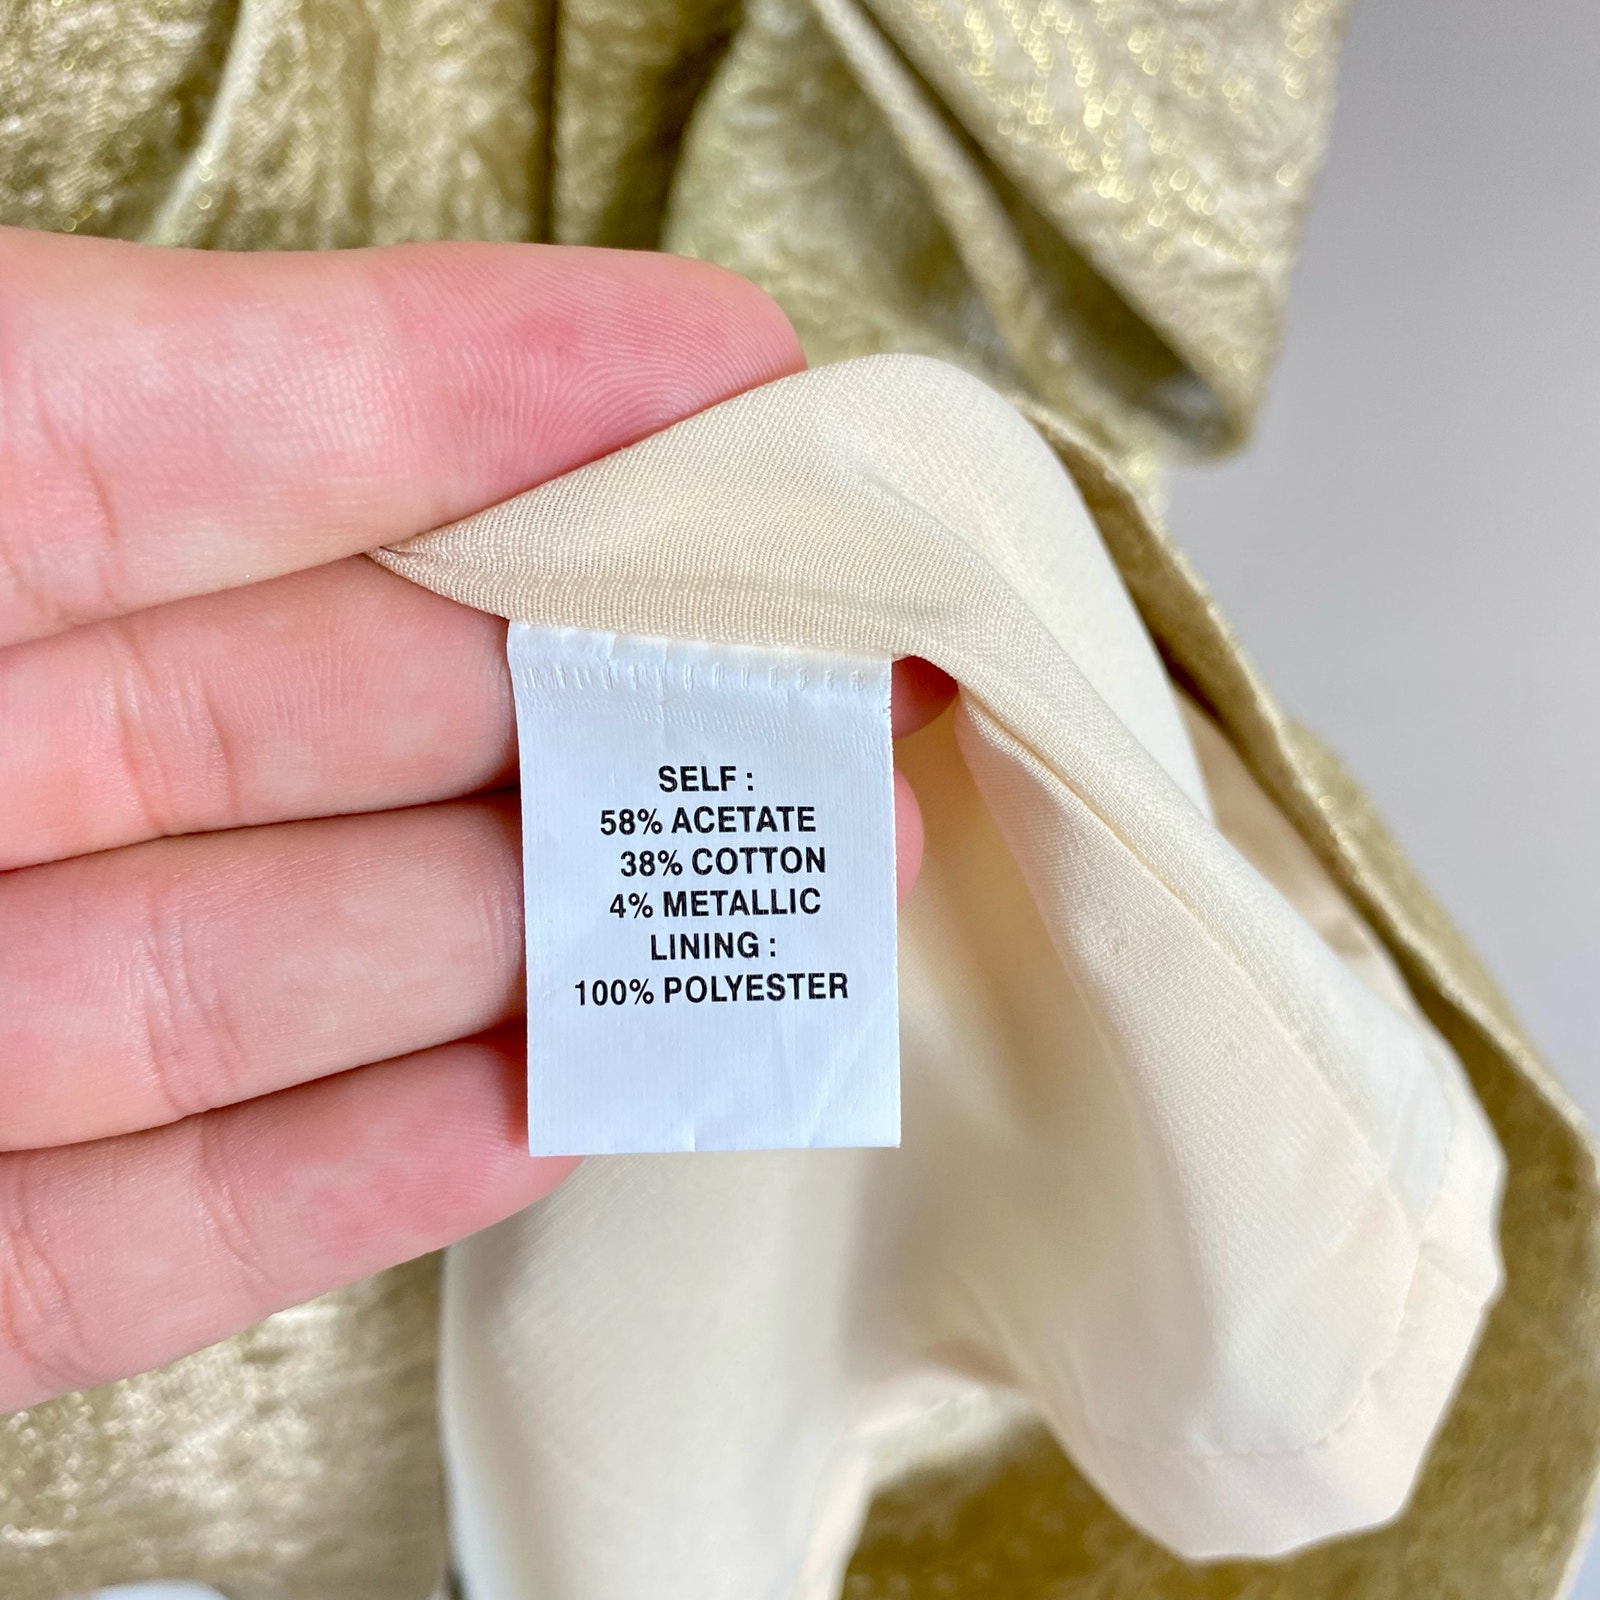 SELF :
58% ACETATE
38% COTTON
4% METALLIC
LINING :
100% POLYESTER